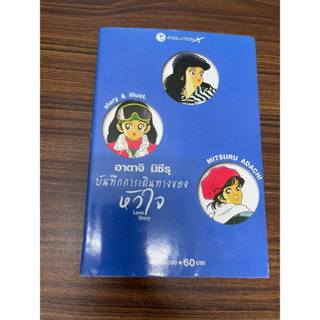 EVOLUTION X
story & illust.
อาดาจิ มิซึรุ
MITSURU ADACHI
บันทึกการเดินทางของ
หัวใจ
Love
Story
60 บาท